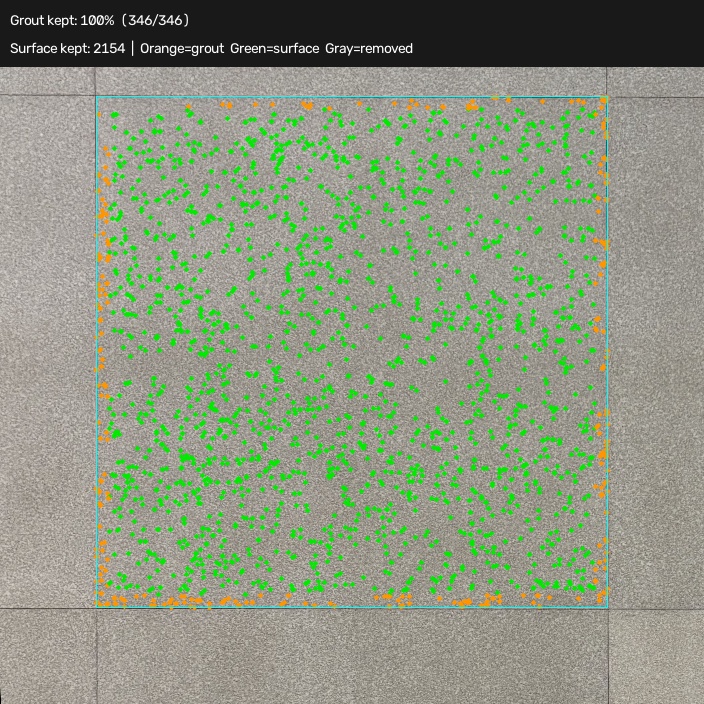 Grout kept: 100% (346/346)
Surface kept: 2154 | Orange=grout Green=surface Gray=removed